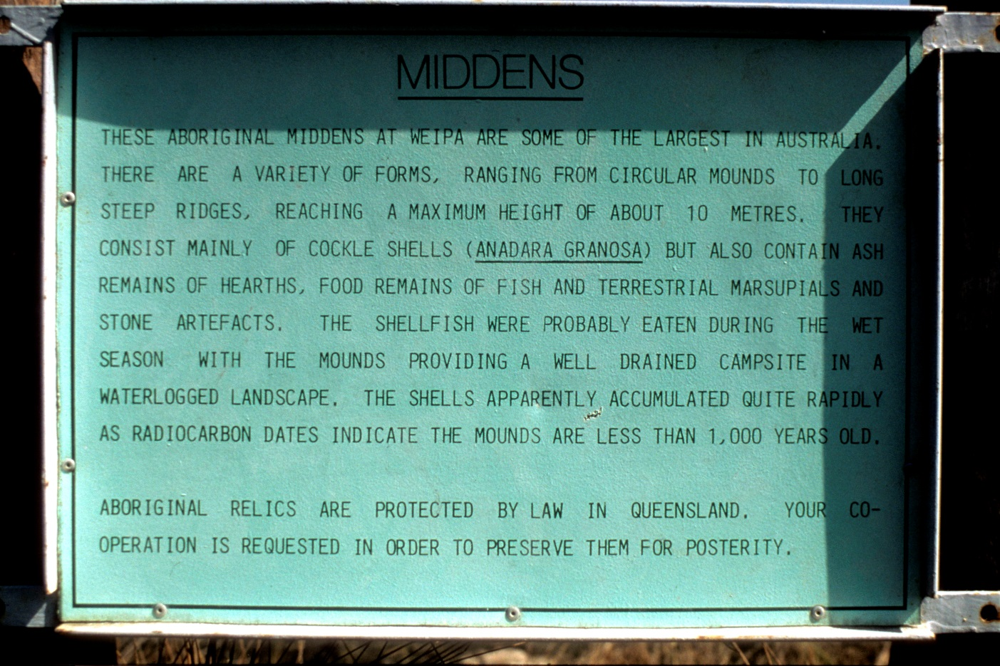 MIDDENS
THESE ABORIGINAL MIDDENS AT WEIPA ARE SOME OF THE LARGEST IN AUSTRALIA.
THERE ARE A VARIETY OF FORMS, RANGING FROM CIRCULAR MOUNDS TO LONG
STEEP RIDGES, REACHING A MAXIMUM HEIGHT OF ABOUT 10 METRES. THEY
CONSIST MAINLY OF COCKLE SHELLS (ANADARA GRANOSA) BUT ALSO CONTAIN ASH
REMAINS OF HEARTHS, FOOD REMAINS OF FISH AND TERRESTRIAL MARSUPIALS AND
STONE ARTEFACTS. THE SHELLFISH WERE PROBABLY EATEN DURING THE WET
SEASON WITH THE MOUNDS PROVIDING A WELL DRAINED CAMPSITE IN A
WATERLOGGED LANDSCAPE. THE SHELLS APPARENTLY ACCUMULATED QUITE RAPIDLY
AS RADIOCARBON DATES INDICATE THE MOUNDS ARE LESS THAN 1,000 YEARS OLD.
ABORIGINAL RELICS ARE PROTECTED BY LAW IN QUEENSLAND. YOUR CO-
OPERATION IS REQUESTED IN ORDER TO PRESERVE THEM FOR POSTERITY.